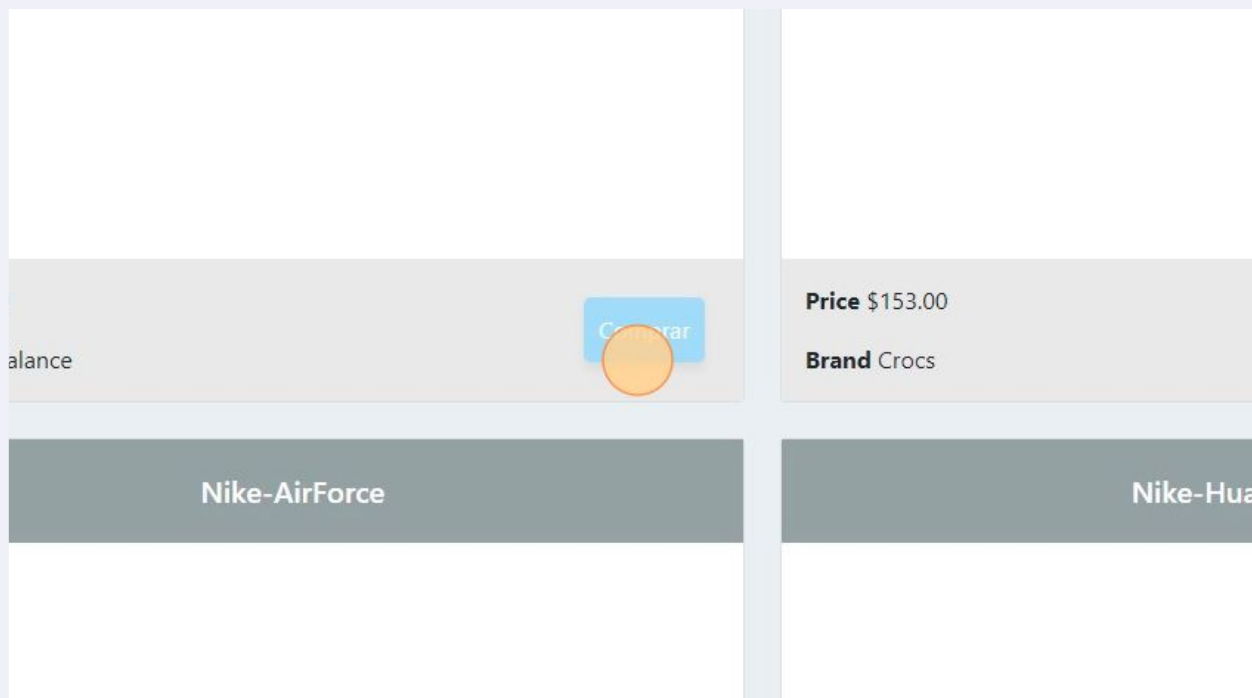 Comprar
alance
Price $153.00
Brand Crocs
Nike-AirForce
Nike-Hua